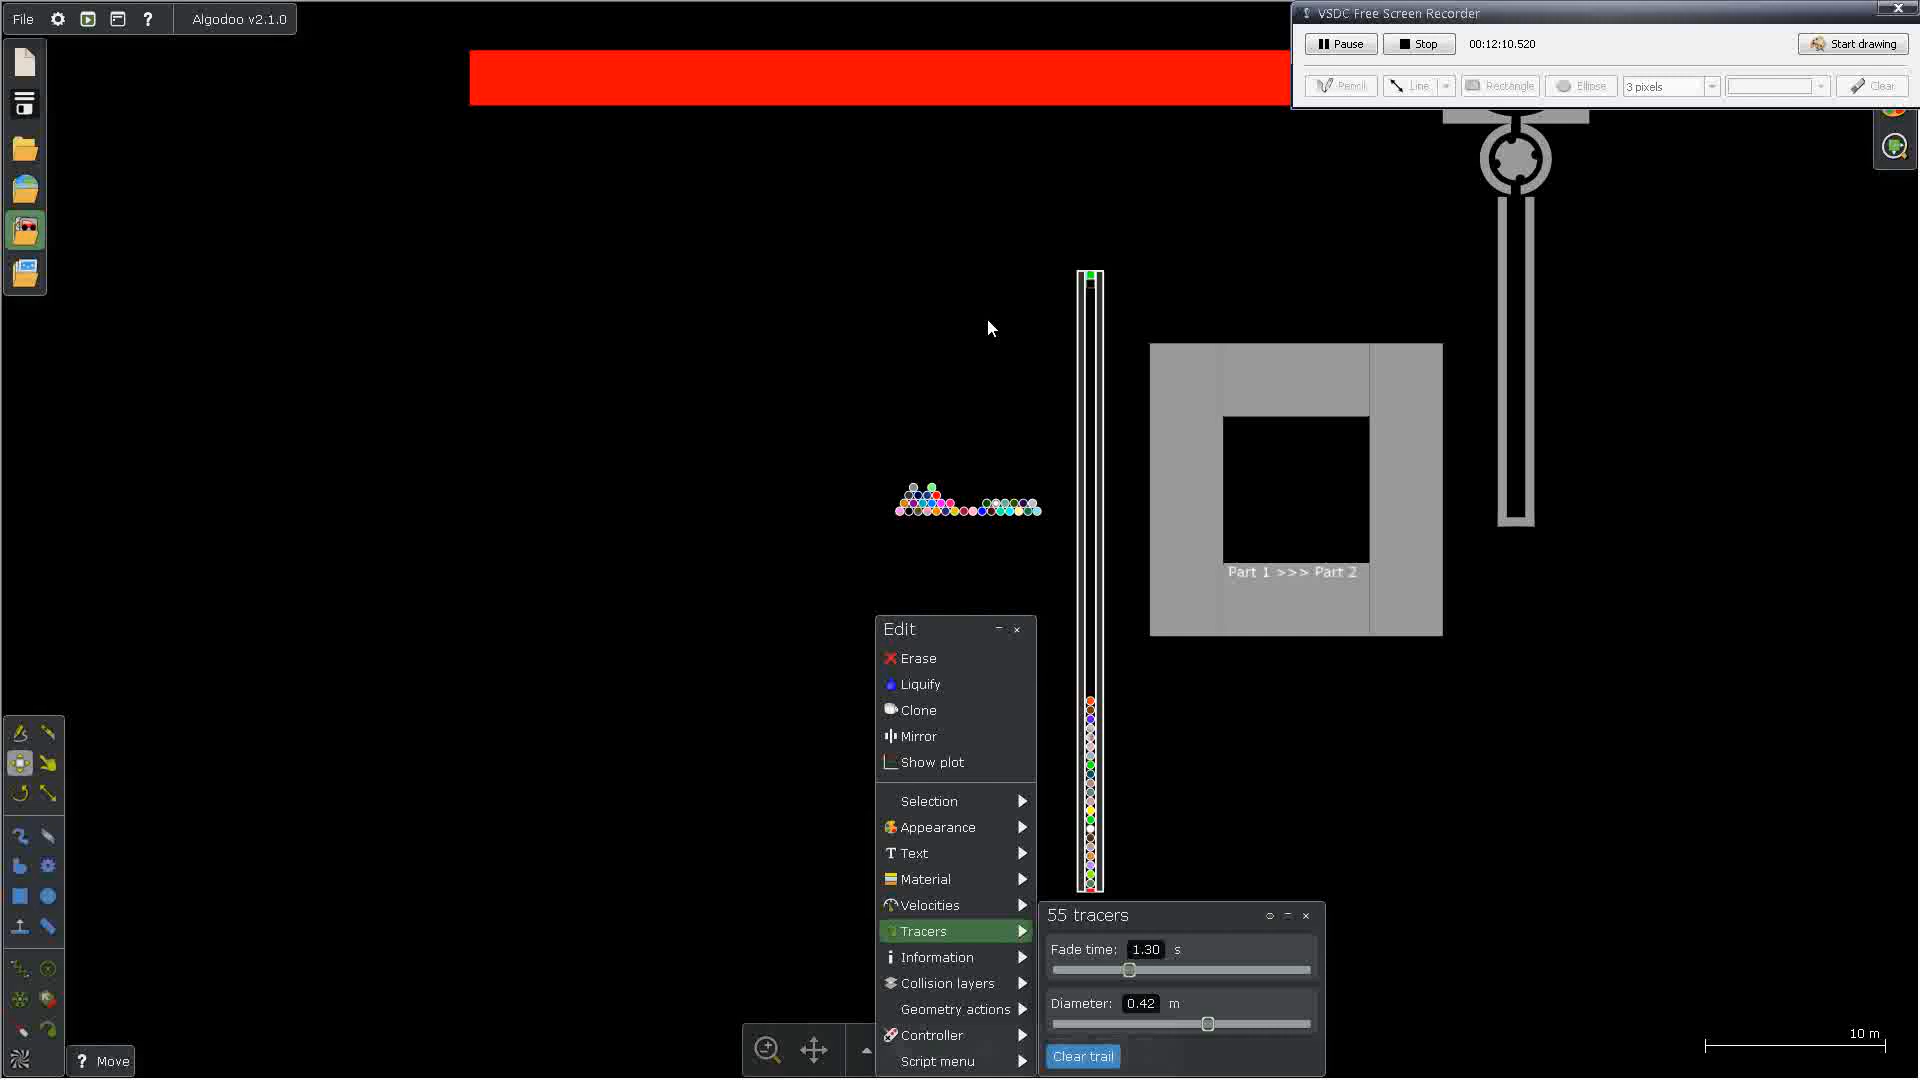 File ? Algodoo v2.1.0
VSDC Free Screen Recorder
Pause Stop 00:12:10.520 Start drawing
Pencil Line Rectangle Ellipse 3 pixels Clear
Part 1 >>> Part 2
Edit
Erase
Liquify
Clone
Mirror
Show plot
Selection
Appearance
T Text
Material
Velocities
Tracers
Information
Collision layers
Geometry actions
Controller
Script menu
55 tracers
Fade time: 1.30 s
Diameter: 0.42 m
Clear trail
? Move
10 m